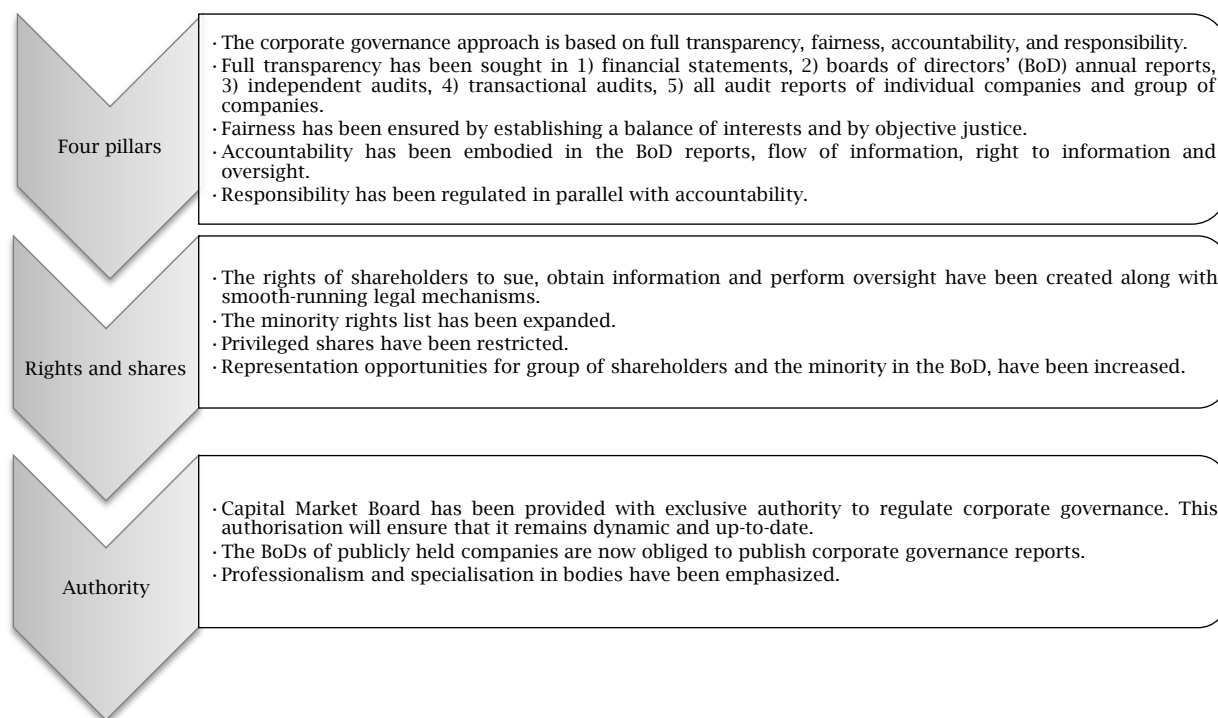 Four pillars
· The corporate governance approach is based on full transparency, fairness, accountability, and responsibility.
· Full transparency has been sought in 1) financial statements, 2) boards of directors’ (BoD) annual reports,
3) independent audits, 4) transactional audits, 5) all audit reports of individual companies and group of
companies.
· Fairness has been ensured by establishing a balance of interests and by objective justice.
· Accountability has been embodied in the BoD reports, flow of information, right to information and
oversight.
· Responsibility has been regulated in parallel with accountability.
Rights and shares
· The rights of shareholders to sue, obtain information and perform oversight have been created along with
smooth-running legal mechanisms.
· The minority rights list has been expanded.
· Privileged shares have been restricted.
· Representation opportunities for group of shareholders and the minority in the BoD, have been increased.
Authority
· Capital Market Board has been provided with exclusive authority to regulate corporate governance. This
authorisation will ensure that it remains dynamic and up-to-date.
· The BoDs of publicly held companies are now obliged to publish corporate governance reports.
· Professionalism and specialisation in bodies have been emphasized.